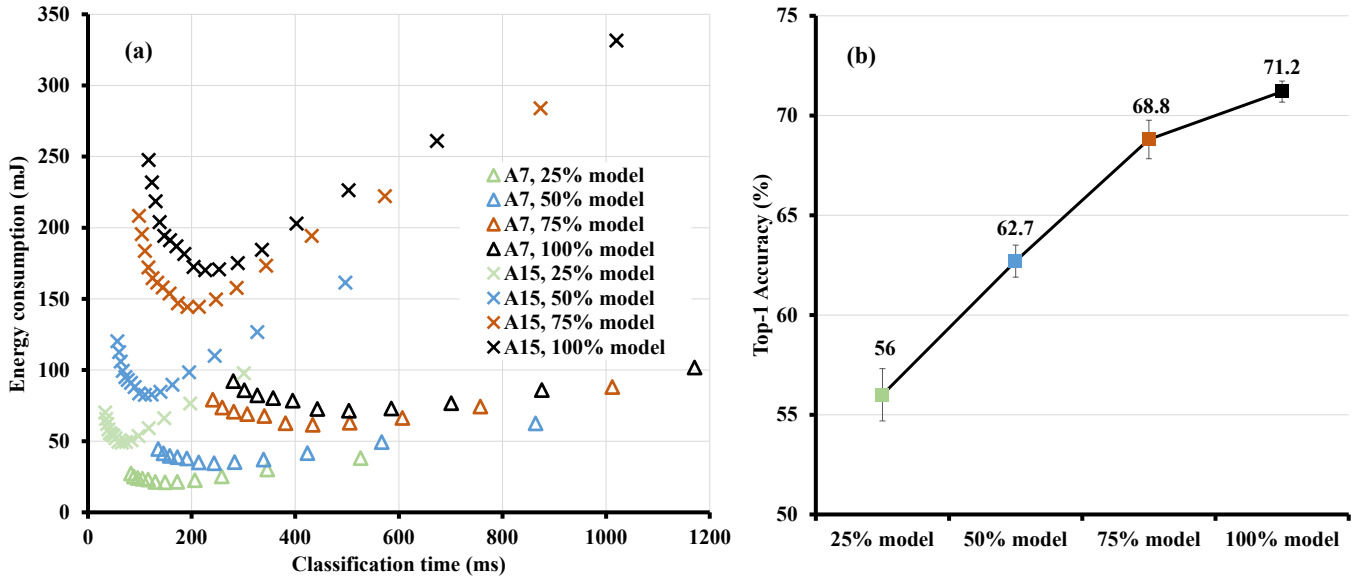 (a)
Energy consumption (mJ)
350
300
250
200
150
100
50
0
0 200 400 600 800 1000 1200
Classification time (ms)
A7, 25% model
A7, 50% model
A7, 75% model
A7, 100% model
A15, 25% model
A15, 50% model
A15, 75% model
A15, 100% model
(b)
Top-1 Accuracy (%)
75
70
65
60
55
50
56
62.7
68.8
71.2
25% model 50% model 75% model 100% model